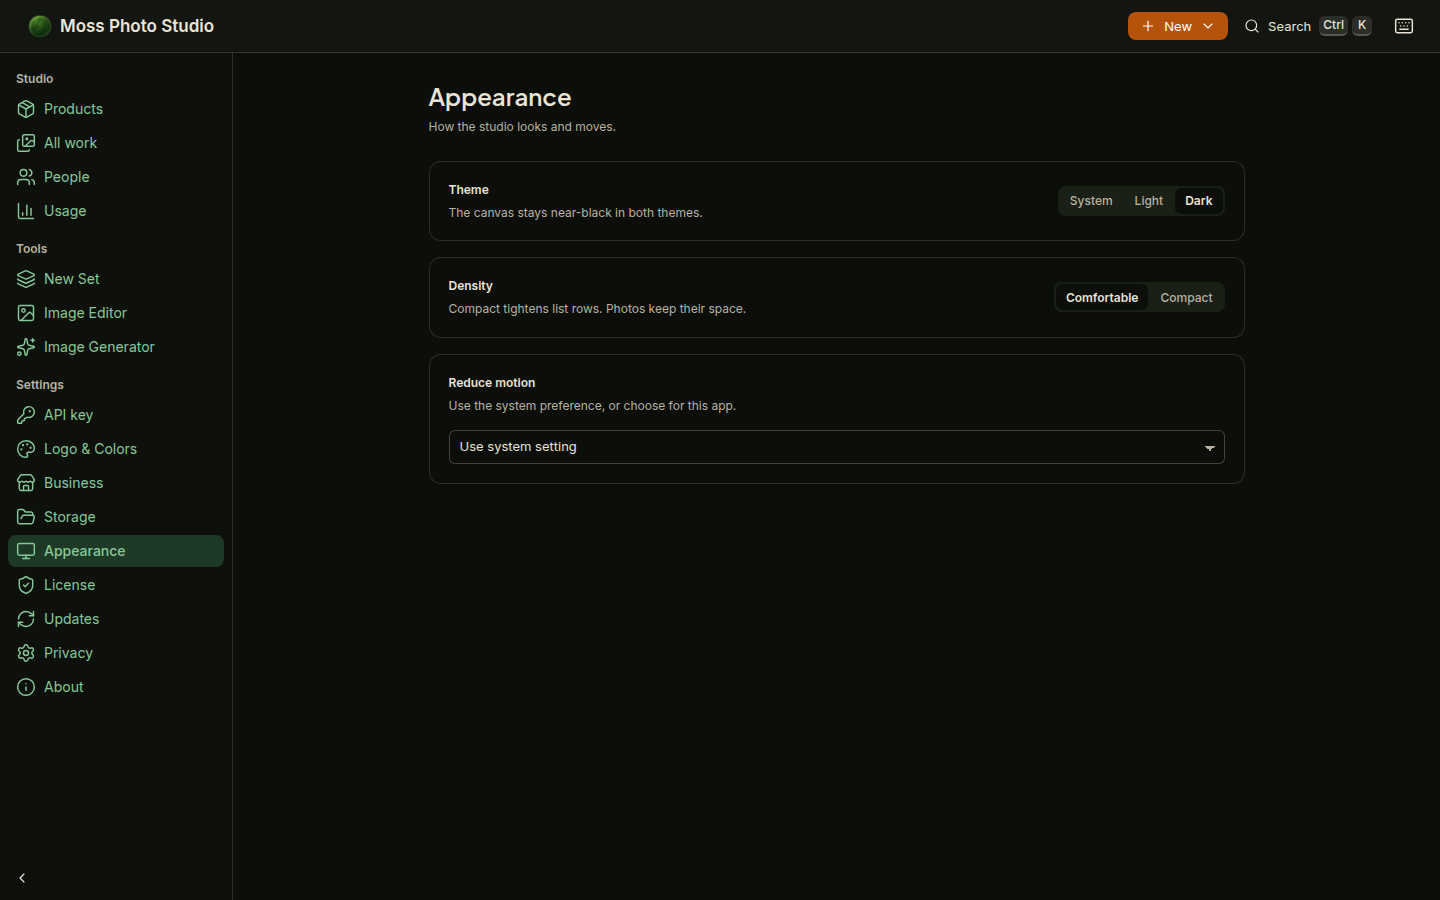 Moss Photo Studio
New
Search
Ctrl
K
Studio
Products
All work
People
Usage
Tools
New Set
Image Editor
Image Generator
Settings
API key
Logo & Colors
Business
Storage
Appearance
License
Updates
Privacy
About
Appearance
How the studio looks and moves.
Theme
The canvas stays near-black in both themes.
System
Light
Dark
Density
Compact tightens list rows. Photos keep their space.
Comfortable
Compact
Reduce motion
Use the system preference, or choose for this app.
Use system setting